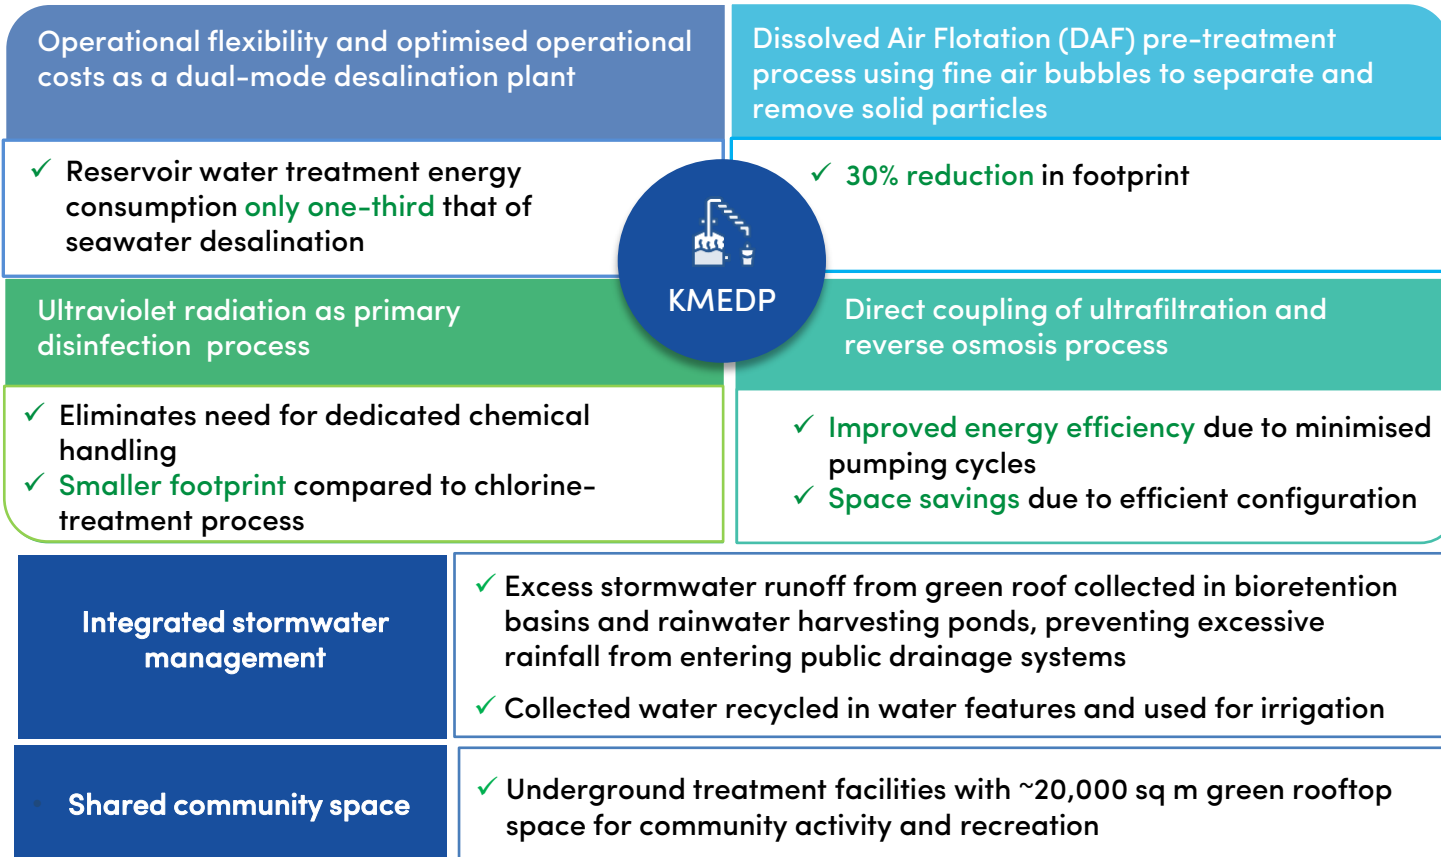 Operational flexibility and optimised operational
costs as a dual-mode desalination plant
✓ Reservoir water treatment energy
consumption only one-third that of
seawater desalination
Dissolved Air Flotation (DAF) pre-treatment
process using fine air bubbles to separate and
remove solid particles
✓ 30% reduction in footprint
KMEDP
Ultraviolet radiation as primary
disinfection process
✓ Eliminates need for dedicated chemical
handling
✓ Smaller footprint compared to chlorine-
treatment process
Direct coupling of ultrafiltration and
reverse osmosis process
✓ Improved energy efficiency due to minimised
pumping cycles
✓ Space savings due to efficient configuration
Integrated stormwater
management
✓ Excess stormwater runoff from green roof collected in bioretention
basins and rainwater harvesting ponds, preventing excessive
rainfall from entering public drainage systems
✓ Collected water recycled in water features and used for irrigation
• Shared community space
✓ Underground treatment facilities with ~20,000 sq m green rooftop
space for community activity and recreation